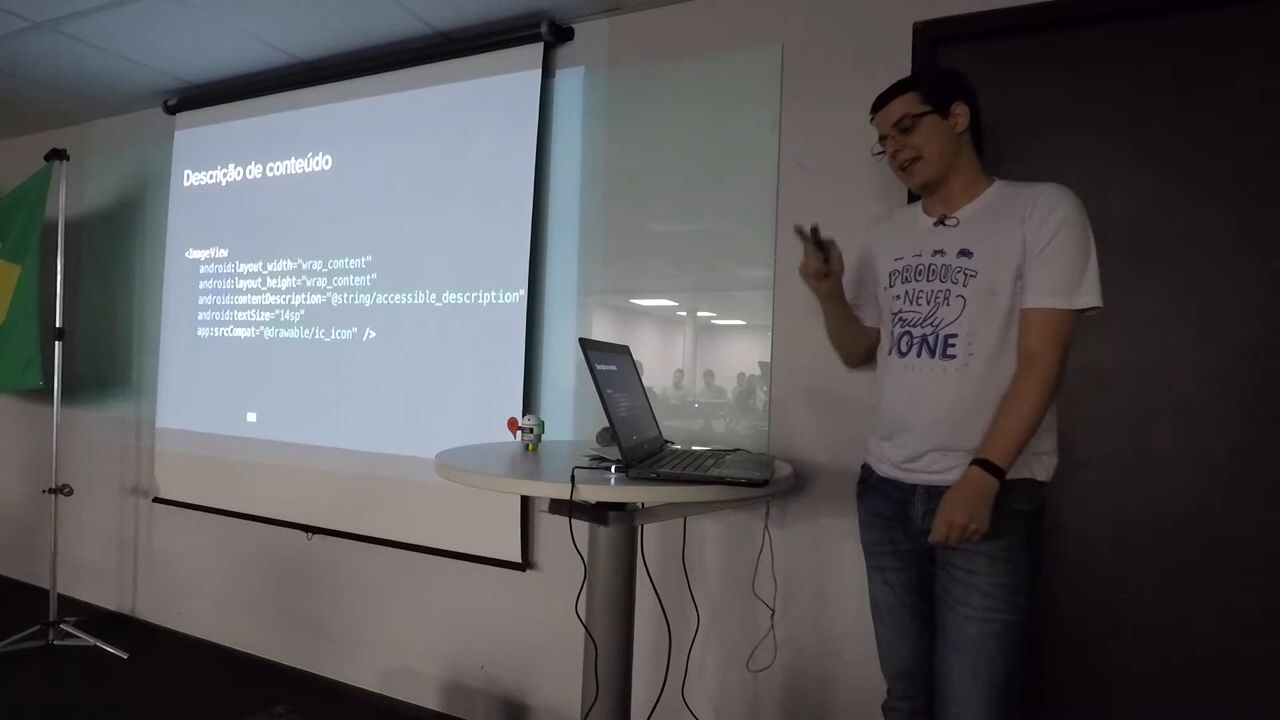 Descrição de conteúdo
<ImageView
android:layout_width="wrap_content"
android:layout_height="wrap_content"
android:contentDescription="@string/accessible_description"
android:textSize="14sp"
app:srcCompat="@drawable/ic_icon" />
PRODUCT
IS NEVER
truly
DONE